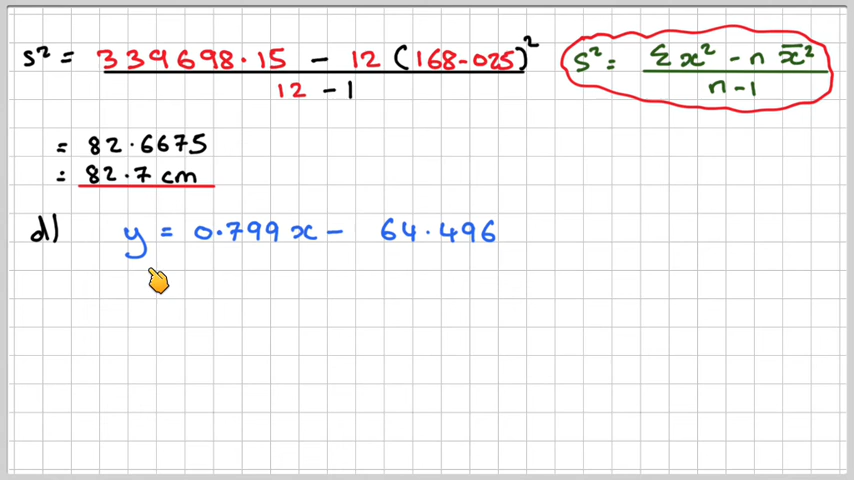 s² = 339698.15 - 12 (168.025)²
12 - 1
= 82.6675
= 82.7 cm
S² = Σx² - n x̄²
n - 1
d) y = 0.799x - 64.496